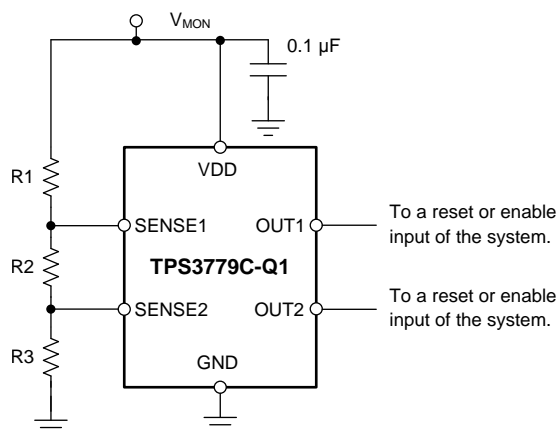 VMON
0.1 µF
R1
VDD
SENSE1
OUT1
To a reset or enable
input of the system.
R2
TPS3779C-Q1
SENSE2
OUT2
To a reset or enable
input of the system.
R3
GND